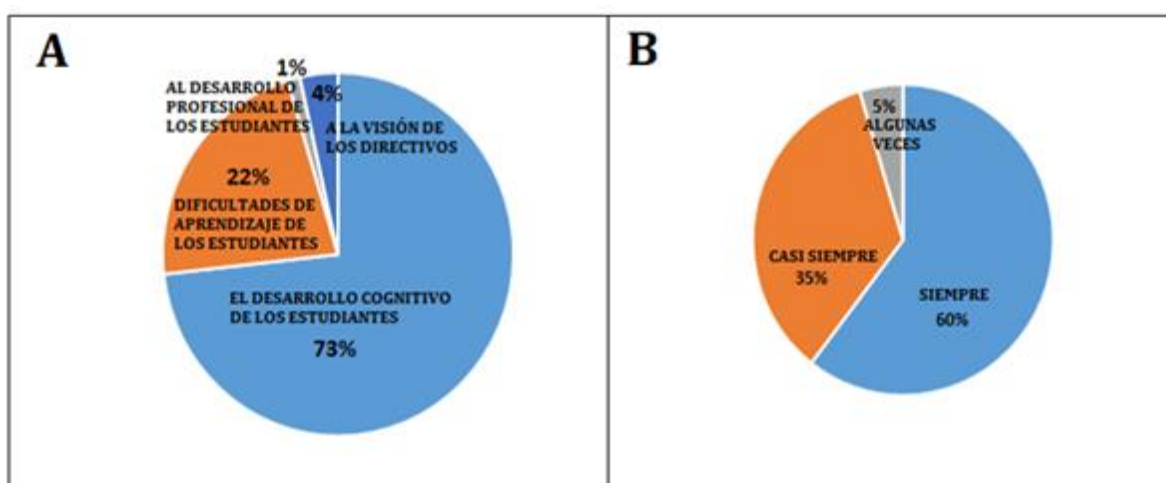 A
1%
AL DESARROLLO
PROFESIONAL DE
LOS ESTUDIANTES
4%
A LA VISIÓN DE
LOS DIRECTIVOS
22%
DIFICULTADES DE
APRENDIZAJE DE
LOS ESTUDIANTES
EL DESARROLLO COGNITIVO
DE LOS ESTUDIANTES
73%
B
5%
ALGUNAS
VECES
CASI SIEMPRE
35%
SIEMPRE
60%